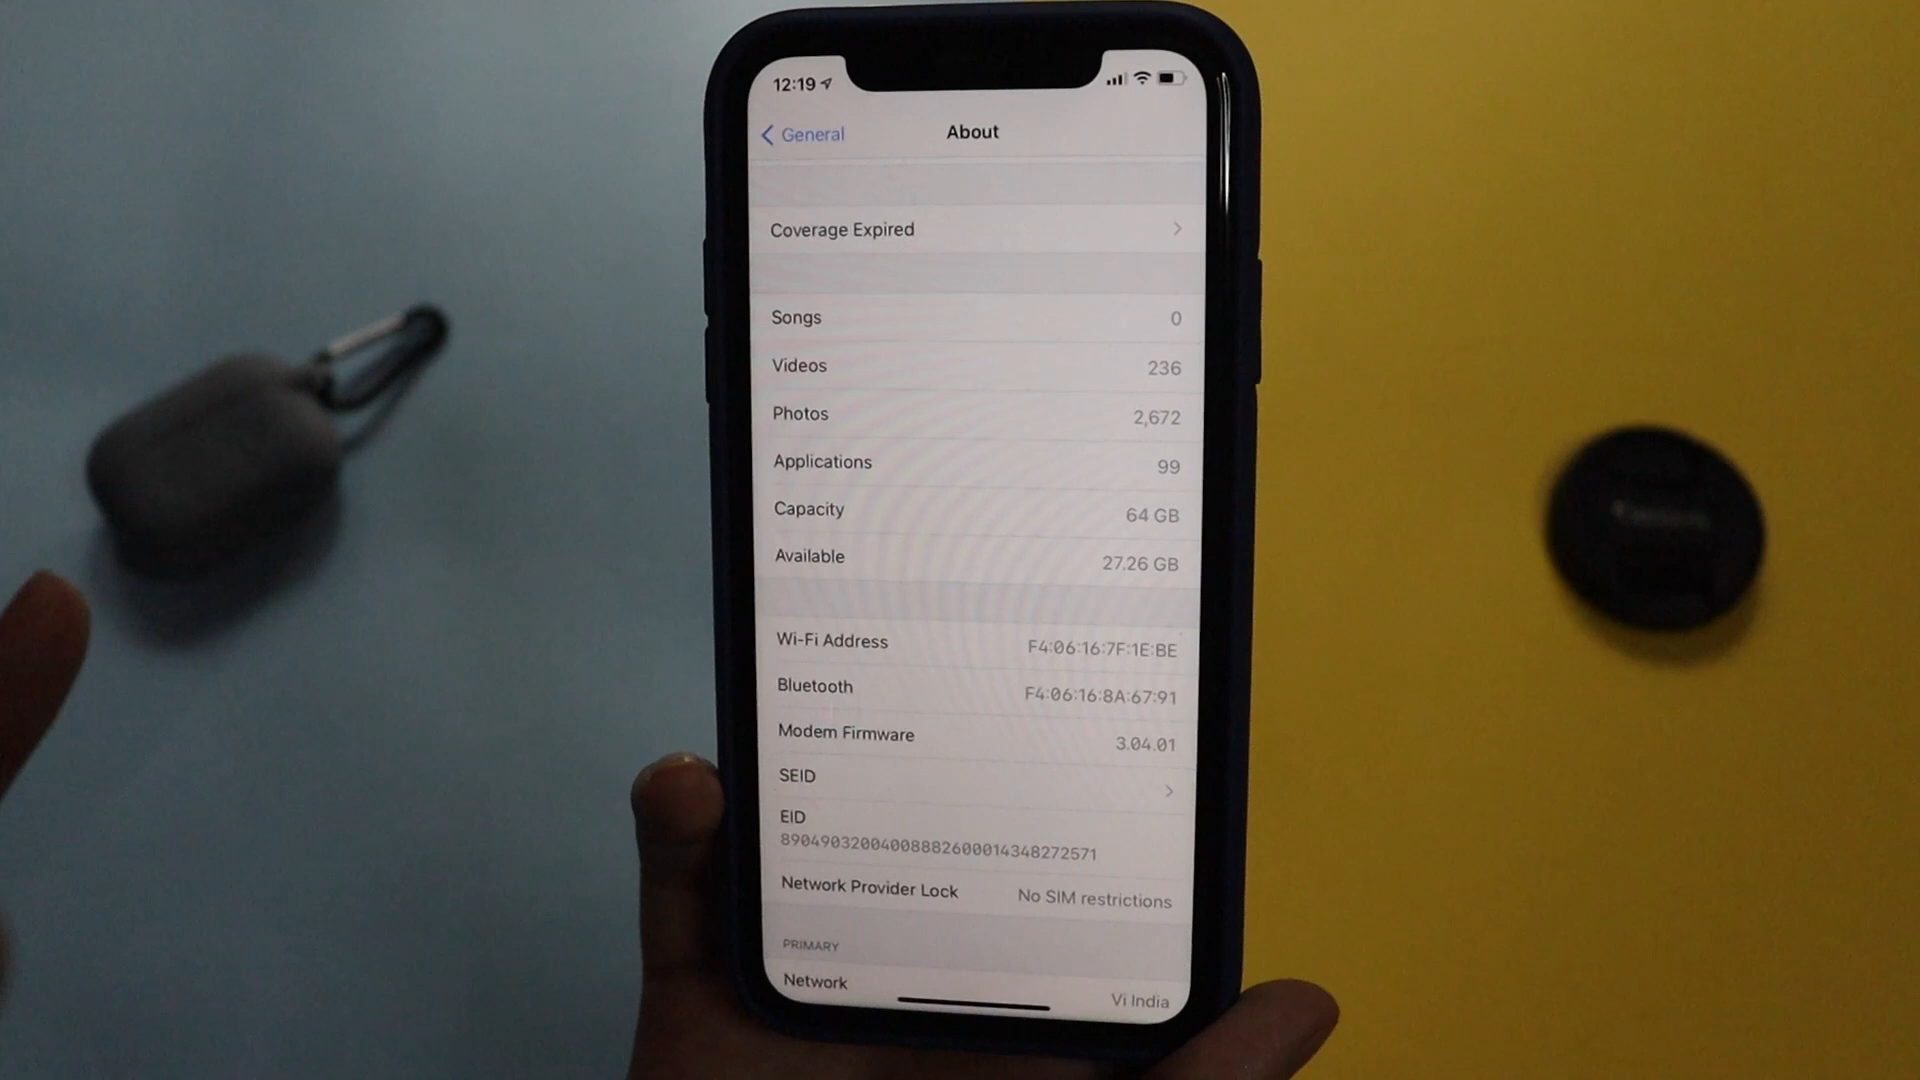 12:19
General
About
Coverage Expired
Songs 0
Videos 236
Photos 2,672
Applications 99
Capacity 64 GB
Available 27.26 GB
Wi-Fi Address F4:06:16:7F:1E:BE
Bluetooth F4:06:16:8A:67:91
Modem Firmware 3.04.01
SEID
EID
89049032004008882600014348272571
Network Provider Lock No SIM restrictions
PRIMARY
Network Vi India